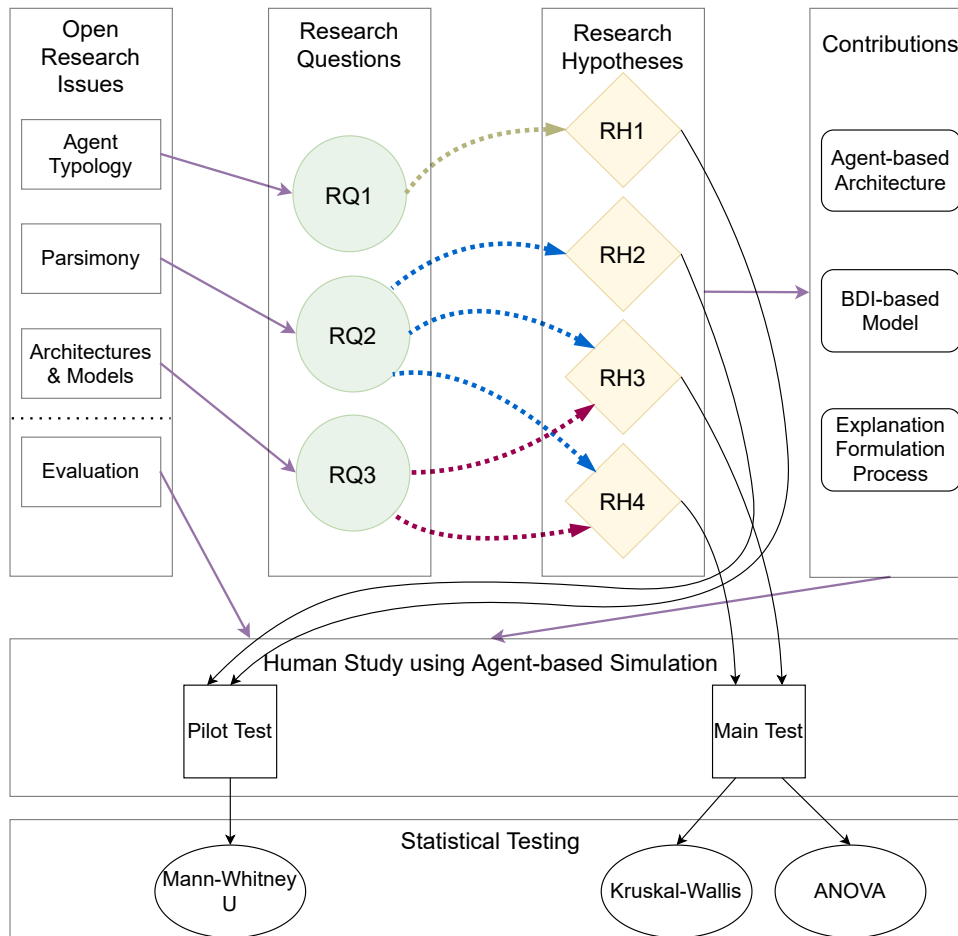 Open
Research
Issues
Agent
Typology
Parsimony
Architectures
& Models
Evaluation
Research
Questions
RQ1
RQ2
RQ3
Research
Hypotheses
RH1
RH2
RH3
RH4
Contributions
Agent-based
Architecture
BDI-based
Model
Explanation
Formulation
Process
Human Study using Agent-based Simulation
Pilot Test
Main Test
Statistical Testing
Mann-Whitney
U
Kruskal-Wallis
ANOVA